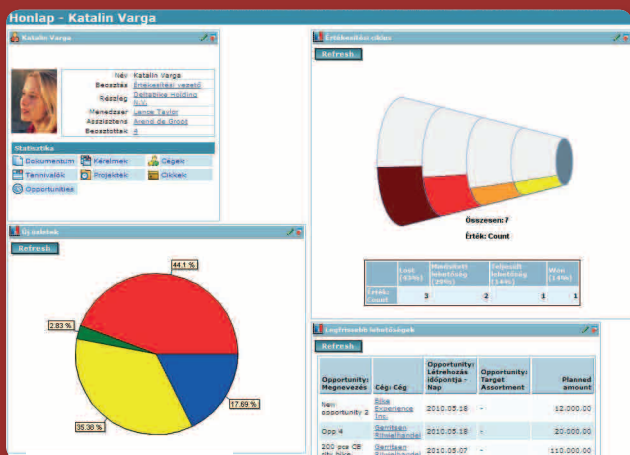 Honlap - Katalin Varga
Katalin Varga
Név Katalin Varga
Beosztás Értékesítési vezető
Részleg Deltabike Holding N.V.
Menedzser Lance Taylor
Asszisztens Arend de Groot
Beosztottak 4
Statisztika
Dokumentum Kérelmek Cégek
Tennivalók Projektek Cikkek
Opportunities
Új üzletek
Refresh
44.1 %
2.83 %
35.38 %
17.69 %
Értékesítési ciklus
Refresh
Összesen: 7
Érték: Count
Lost (43%) Minősített lehetőség (29%) Teljesült lehetőség (14%) Won (14%)
Érték: Count 3 2 1 1
Legfrissebb lehetőségek
Refresh
Opportunity: Megnevezés Cég: Cég Opportunity: Létrehozás időpontja - Nap Opportunity: Target Assortment Planned amount
New opportunity 2 Bike Experience Inc. 2010.05.18 - 12.000.00
Opp 4 Gerritsen Rijwielhandel 2010.05.18 - 20.000.00
200 pcs CB city bike Gerritsen 2010.05.07 - 110.000.00